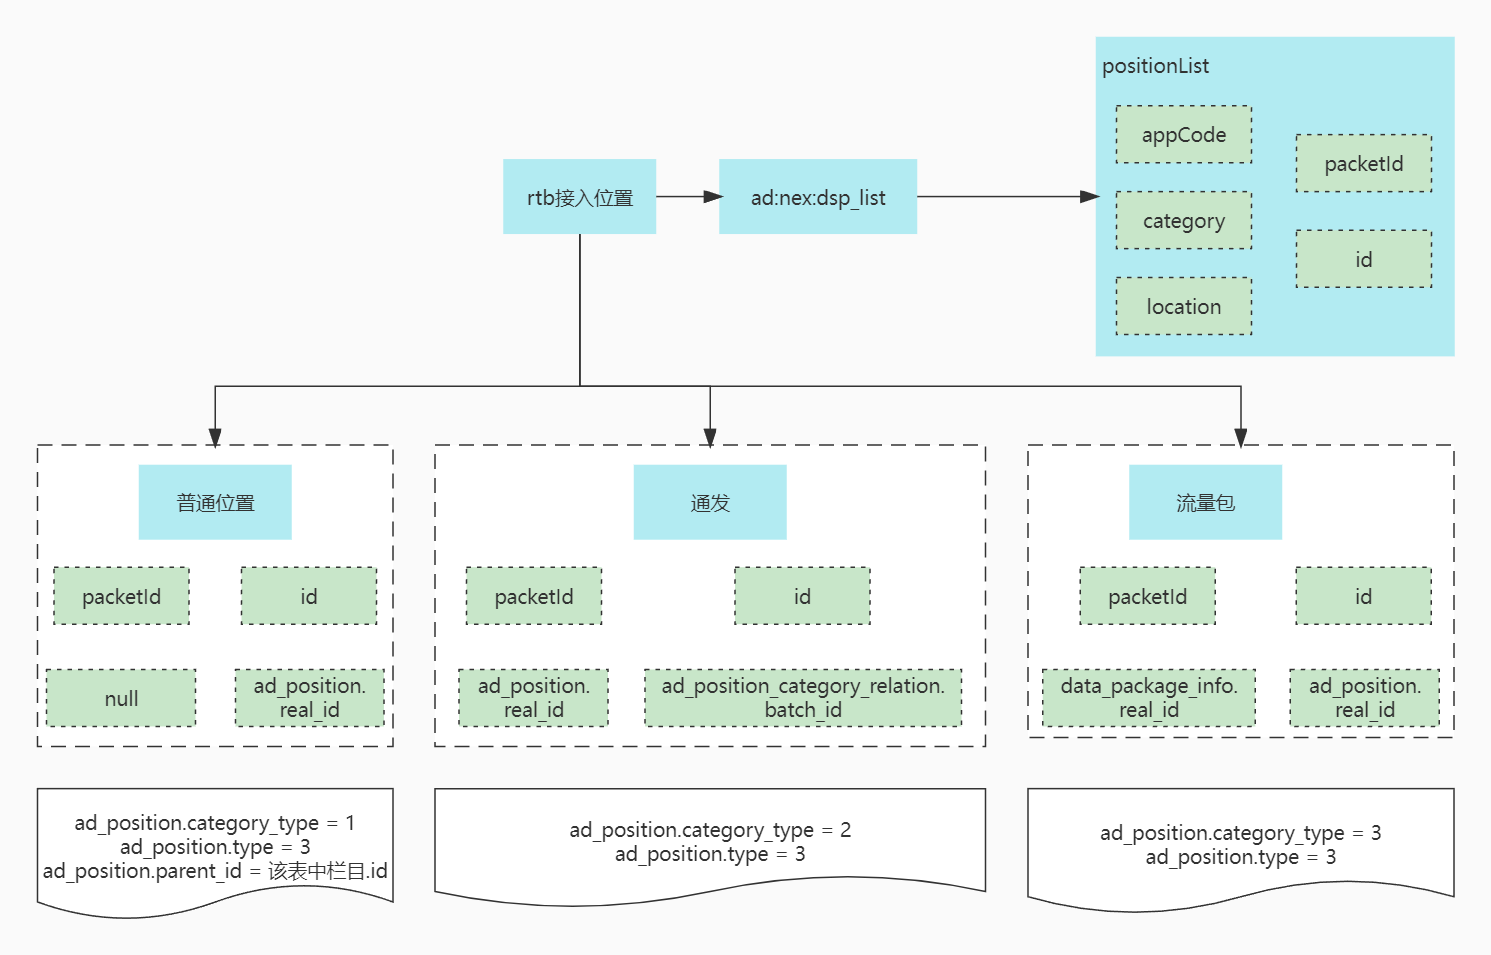 positionList
appCode
packetId
rtb接入位置
ad:nex:dsp_list
category
id
location
普通位置
通发
流量包
packetId
id
packetId
id
packetId
id
null
ad_position.
real_id
ad_position.
real_id
ad_position_category_relation.
batch_id
data_package_info.
real_id
ad_position.
real_id
ad_position.category_type = 1
ad_position.type = 3
ad_position.parent_id = 该表中栏目.id
ad_position.category_type = 2
ad_position.type = 3
ad_position.category_type = 3
ad_position.type = 3